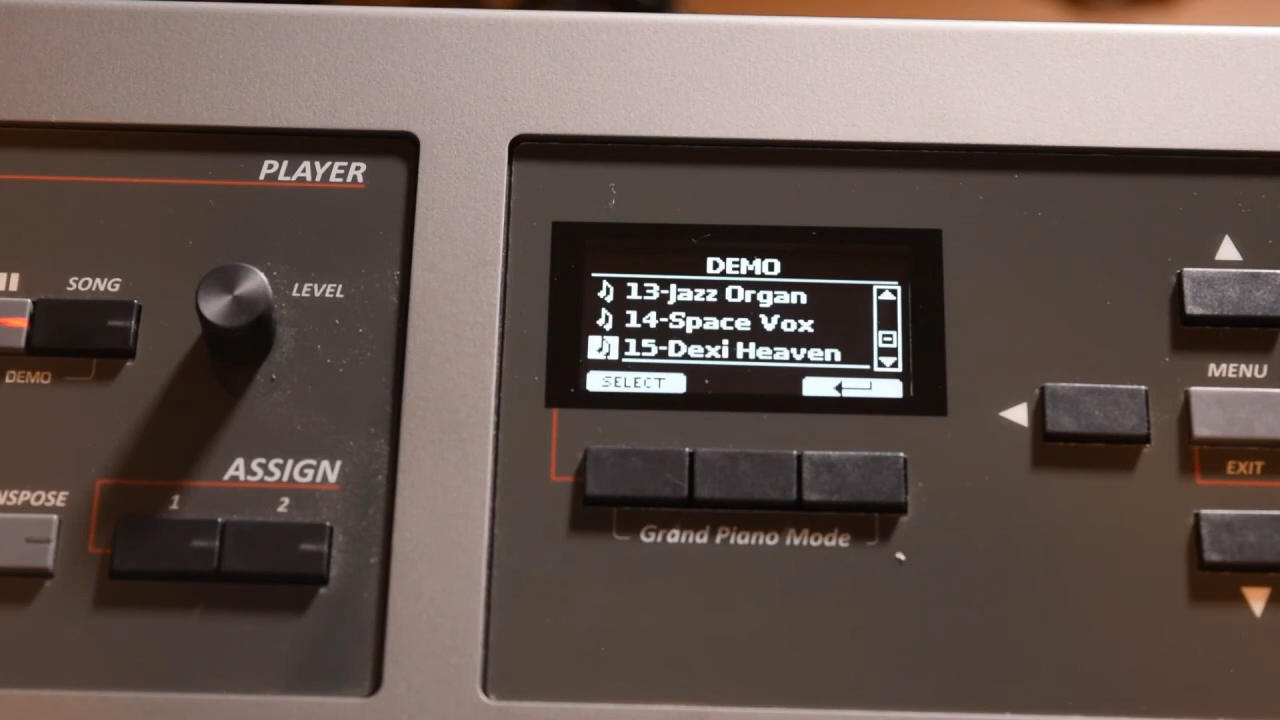 PLAYER
SONG
LEVEL
DEMO
ASSIGN
1
2
DEMO
13-Jazz Organ
14-Space Vox
15-Dexi Heaven
SELECT
Grand Piano Mode
MENU
EXIT